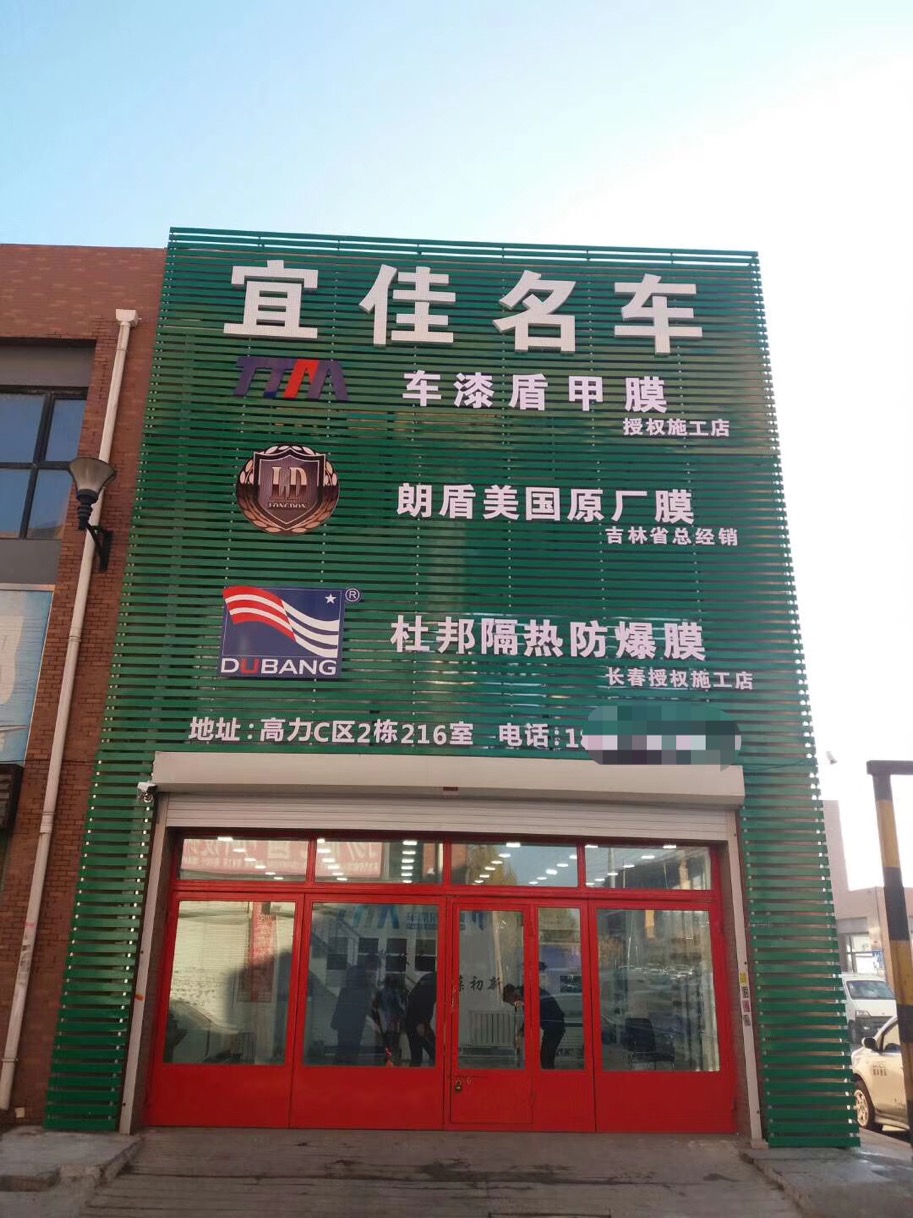 宜佳名车
TTM 车漆盾甲膜
授权施工店
LD
LONGDON
朗盾美国原厂膜
吉林省总经销
DUBANG®
杜邦隔热防爆膜
长春授权施工店
地址:高力C区2栋216室 电话:18